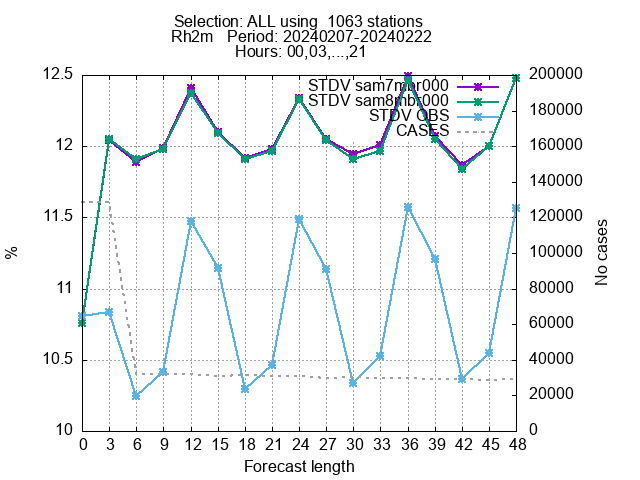 Selection: ALL using  1063 stations
Rh2m   Period: 20240207-20240222
Hours: 00,03,...,21
STDV sam7mbr000
STDV sam8mbr000
STDV OBS
CASES
12.5
12
11.5
11
10.5
10
%
200000
180000
160000
140000
120000
100000
80000
60000
40000
20000
0
No cases
0 3 6 9 12 15 18 21 24 27 30 33 36 39 42 45 48
Forecast length